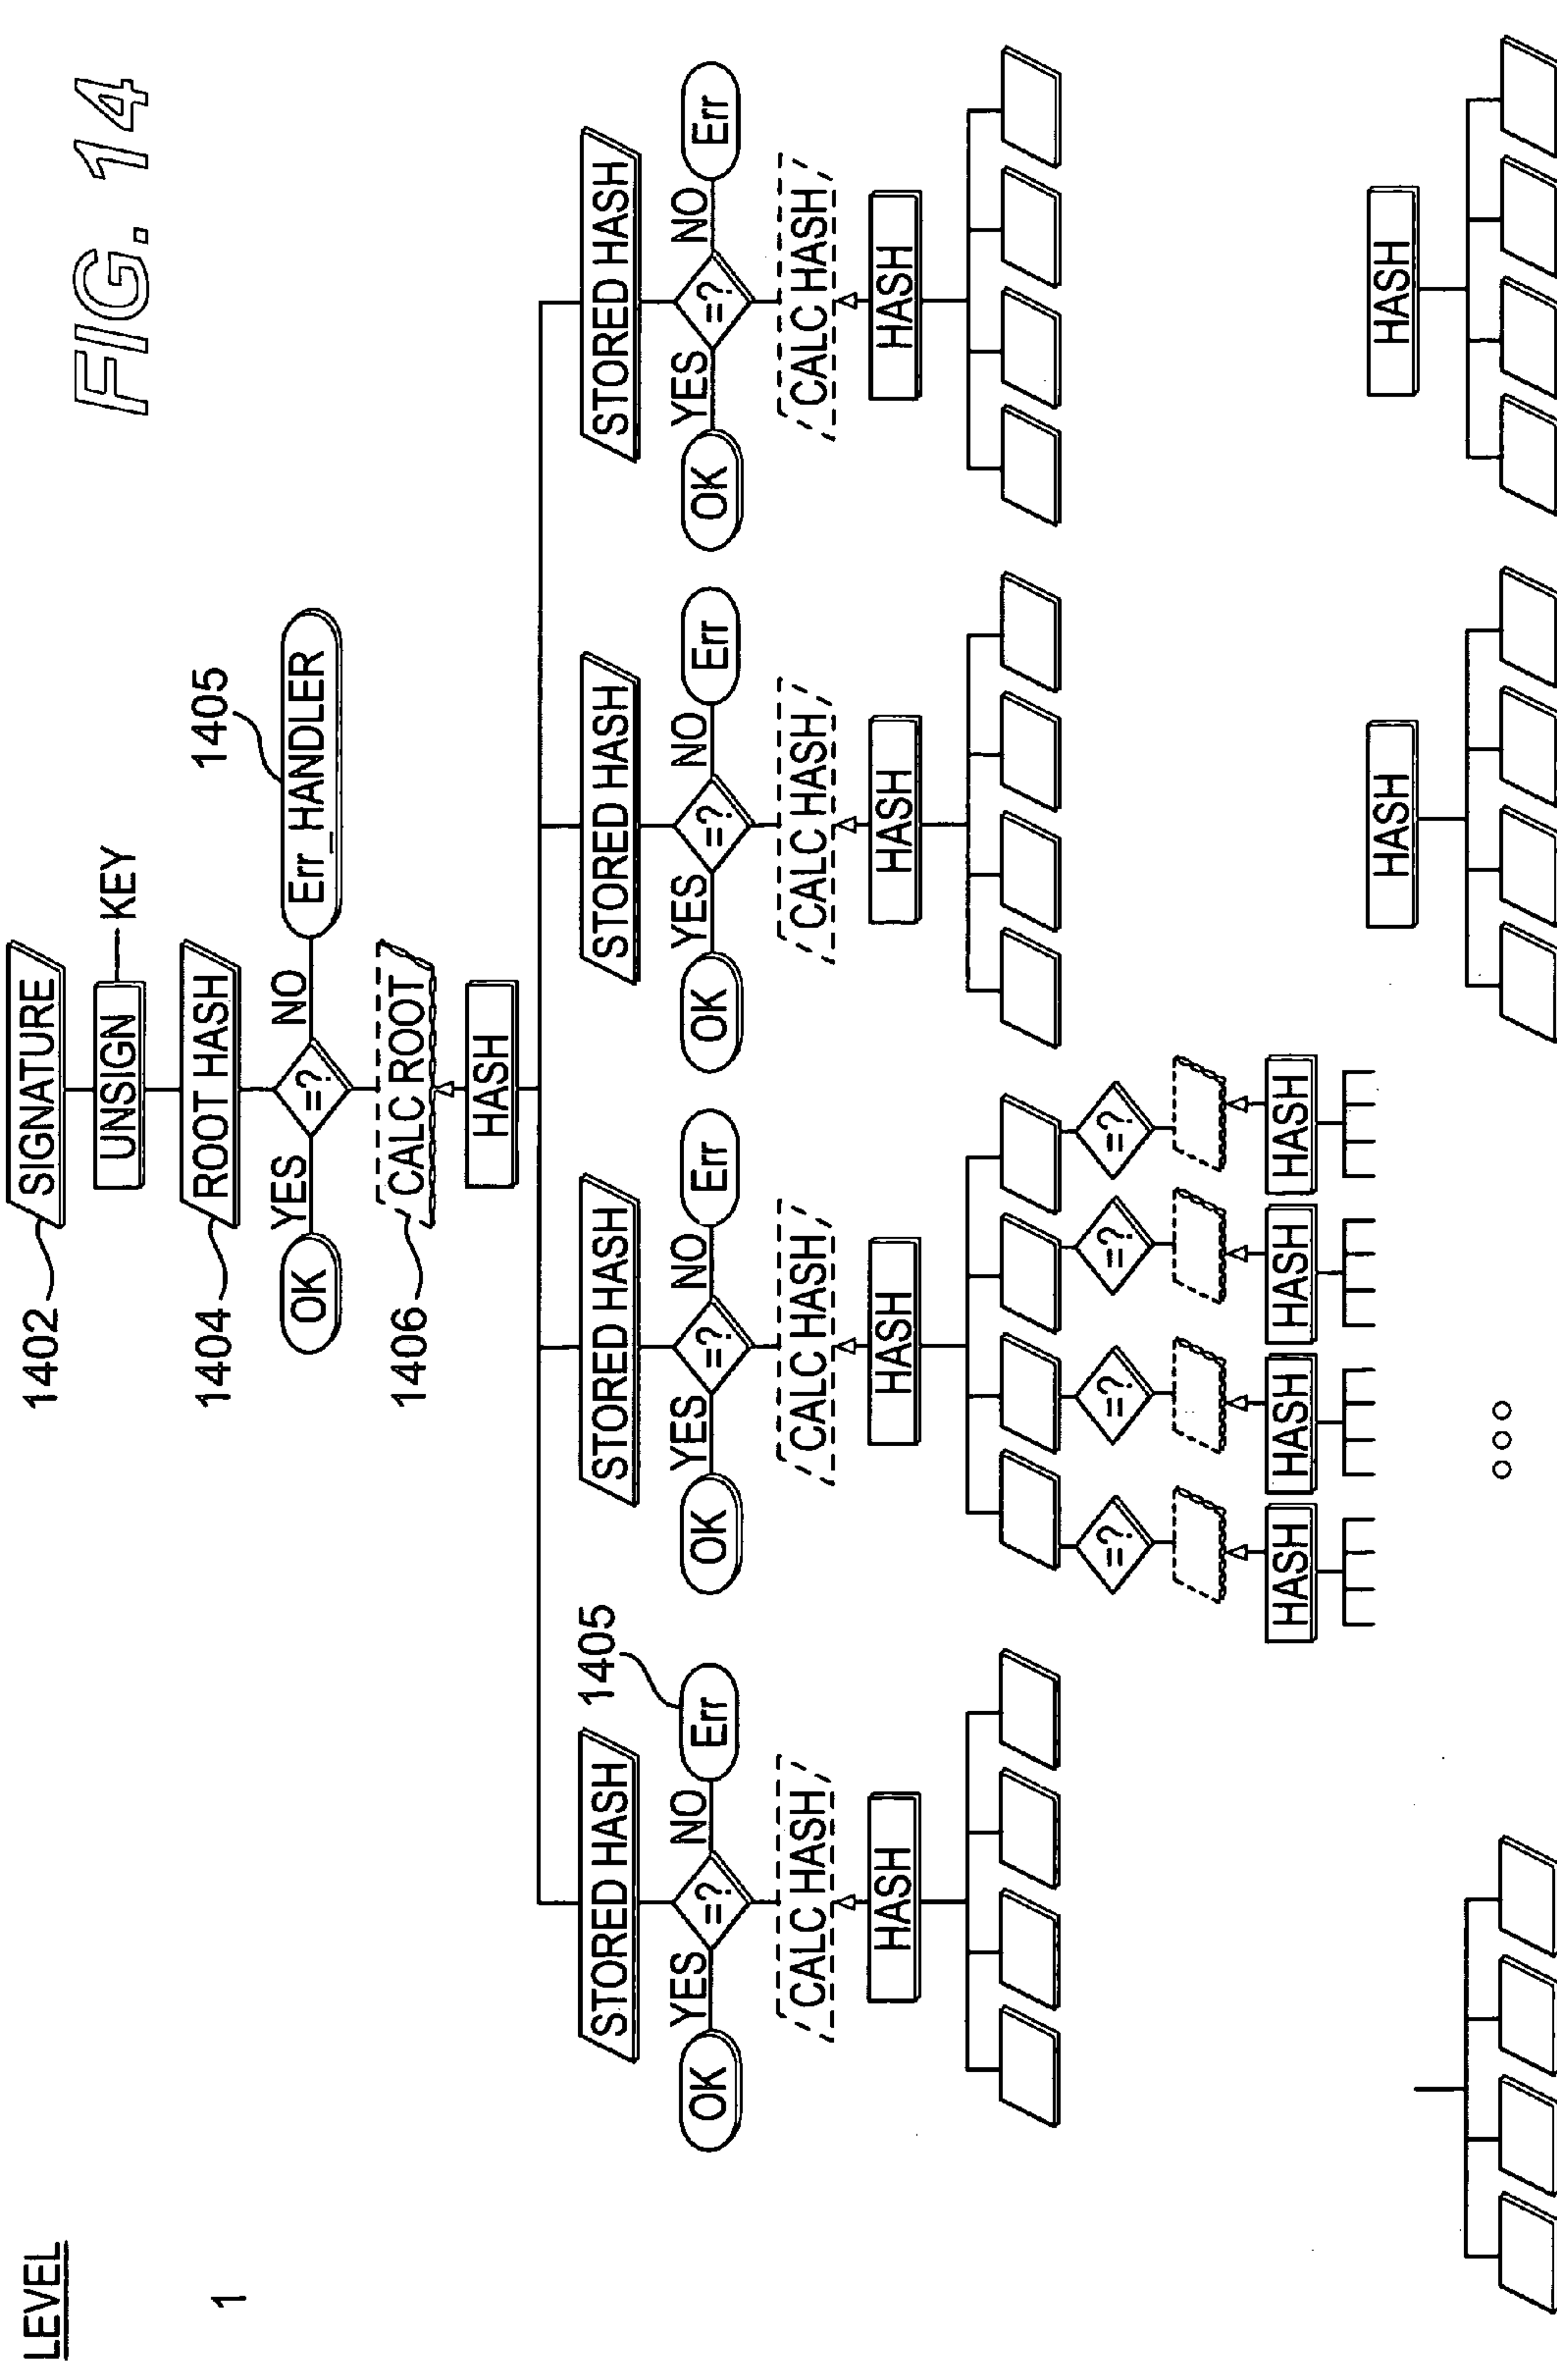 FIG. 14
LEVEL
1
1402
SIGNATURE
UNSIGN
KEY
1404
ROOT HASH
1405
YES
=?
NO
OK
Err_HANDLER
1406
CALC ROOT
HASH
STORED HASH
STORED HASH
STORED HASH
STORED HASH
1405
OK YES =? NO Err
OK YES =? NO Err
OK YES =? NO Err
OK YES =? NO Err
CALC HASH
CALC HASH
CALC HASH
CALC HASH
HASH
HASH
HASH
HASH
=?
=?
=?
=?
HASH
HASH
HASH
HASH
HASH
HASH